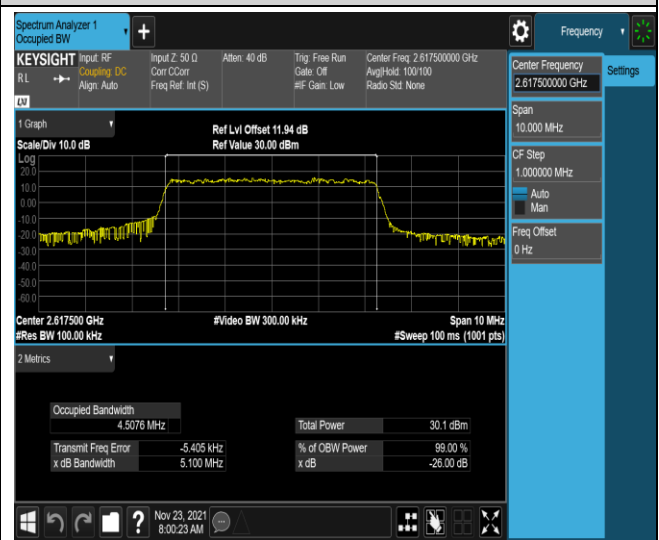 Spectrum Analyzer 1
Occupied BW
Frequency
KEYSIGHT
RL
LXI
Input: RF
Coupling: DC
Align: Auto
Input Z: 50 Ω
Corr CCorr
Freq Ref: Int (S)
Atten: 40 dB
Trig: Free Run
Gate: Off
#IF Gain: Low
Center Freq: 2.617500000 GHz
Avg|Hold: 100/100
Radio Std: None
Center Frequency
2.617500000 GHz
Settings
Span
10.000 MHz
CF Step
1.000000 MHz
Auto
Man
Freq Offset
0 Hz
1 Graph
Scale/Div 10.0 dB
Ref Lvl Offset 11.94 dB
Ref Value 30.00 dBm
Log
20.0
10.0
0.00
-10.0
-20.0
-30.0
-40.0
-50.0
-60.0
Center 2.617500 GHz
#Video BW 300.00 kHz
Span 10 MHz
#Res BW 100.00 kHz
#Sweep 100 ms (1001 pts)
2 Metrics
Occupied Bandwidth
4.5076 MHz
Total Power 30.1 dBm
Transmit Freq Error -5.405 kHz
% of OBW Power 99.00 %
x dB Bandwidth 5.100 MHz
x dB -26.00 dB
Nov 23, 2021
8:00:23 AM